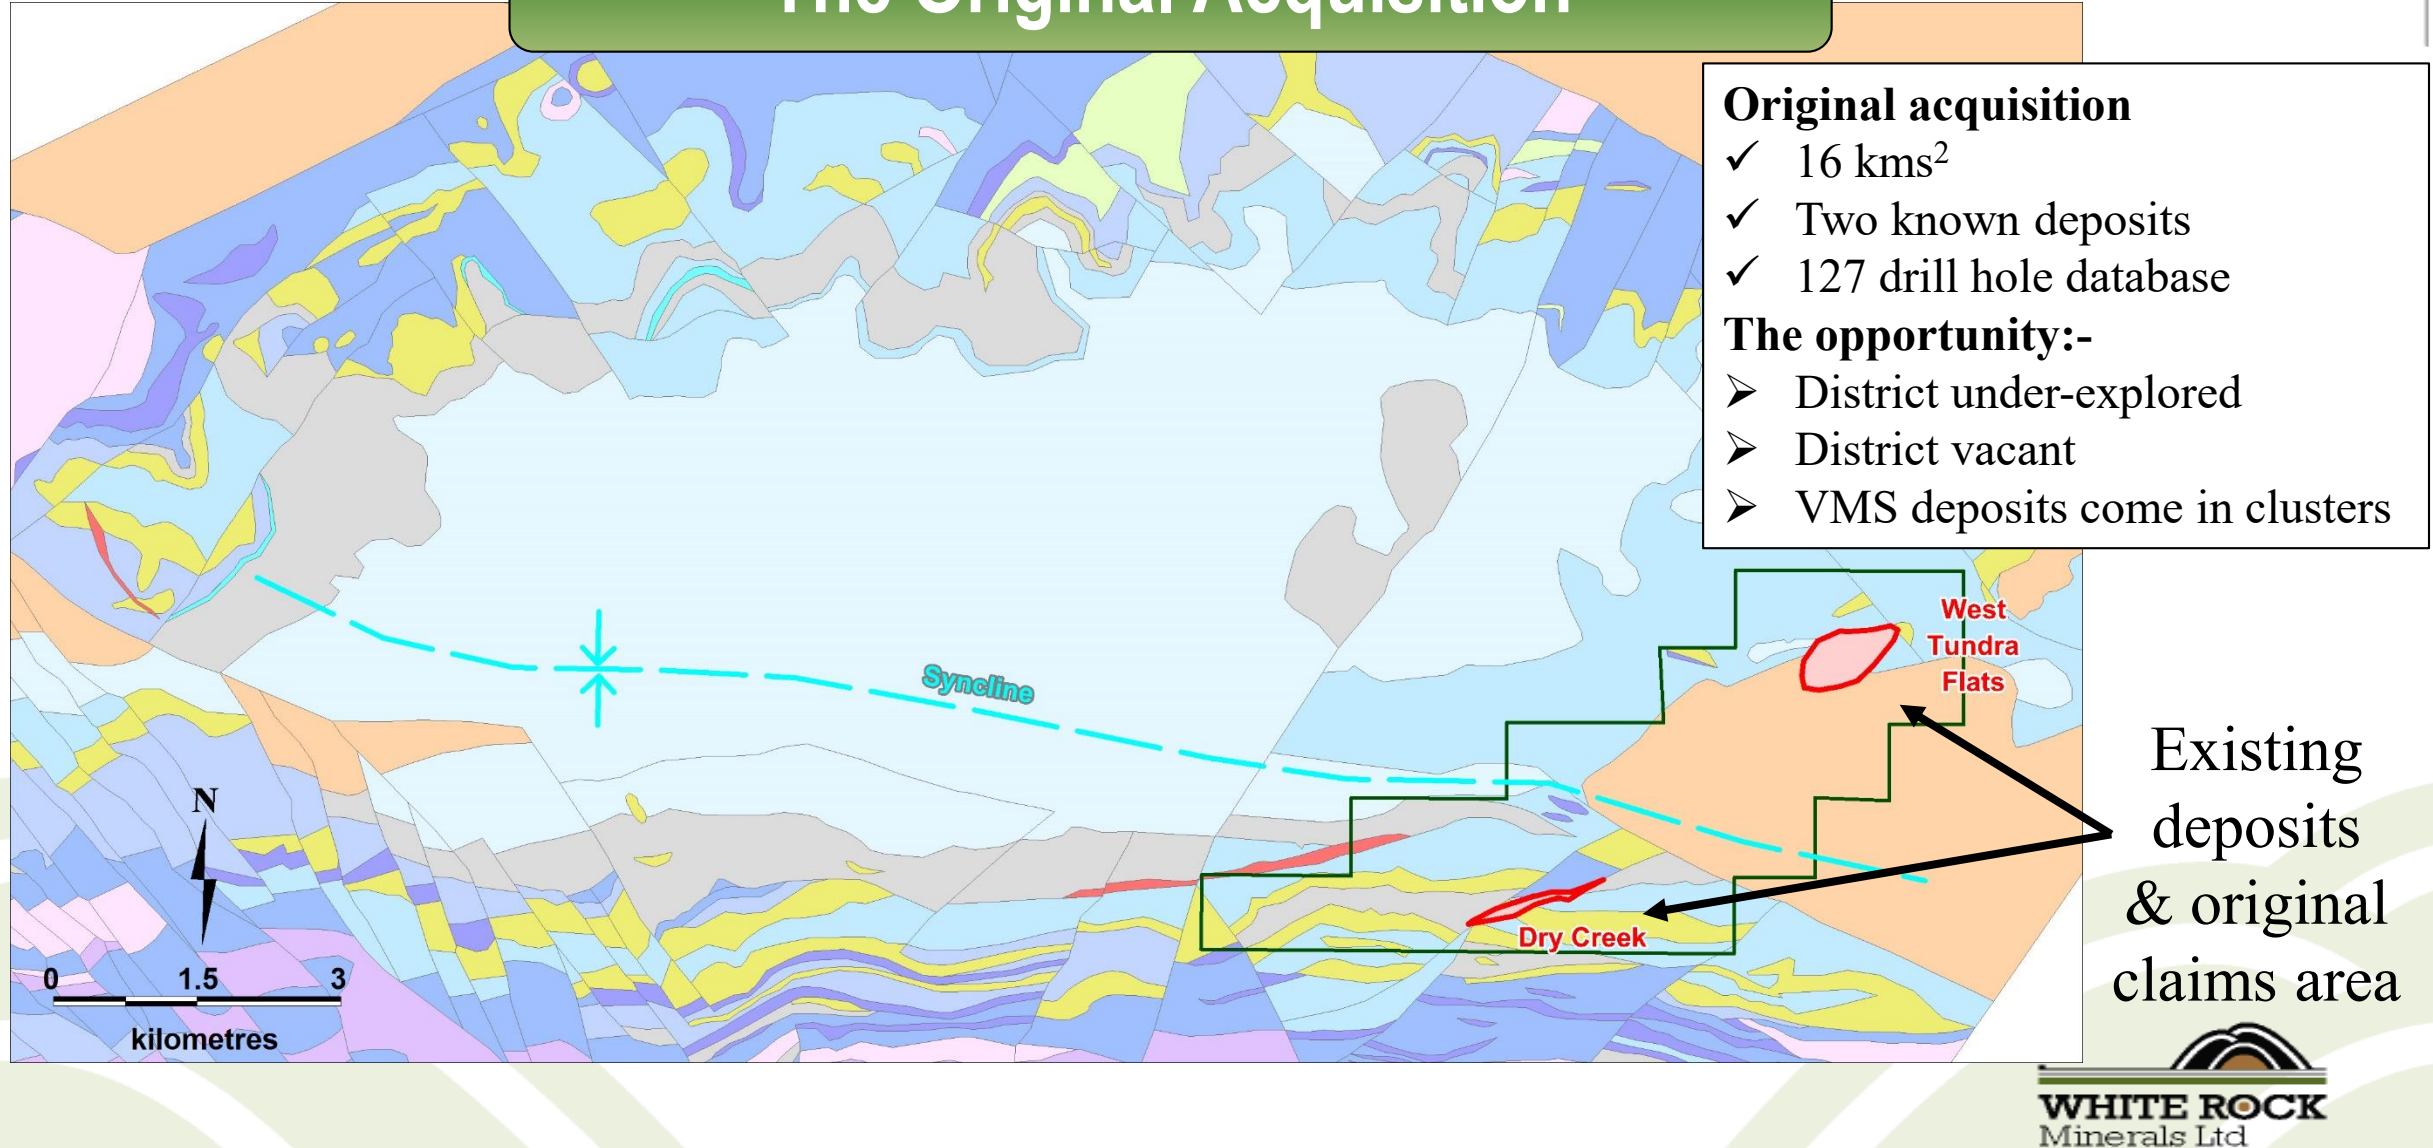 The Original Acquisition
Original acquisition
✓ 16 kms²
✓ Two known deposits
✓ 127 drill hole database
The opportunity:-
➢ District under-explored
➢ District vacant
➢ VMS deposits come in clusters
West
Tundra
Flats
Syncline
Existing
deposits
& original
claims area
Dry Creek
N
0 1.5 3
kilometres
WHITE ROCK
Minerals Ltd